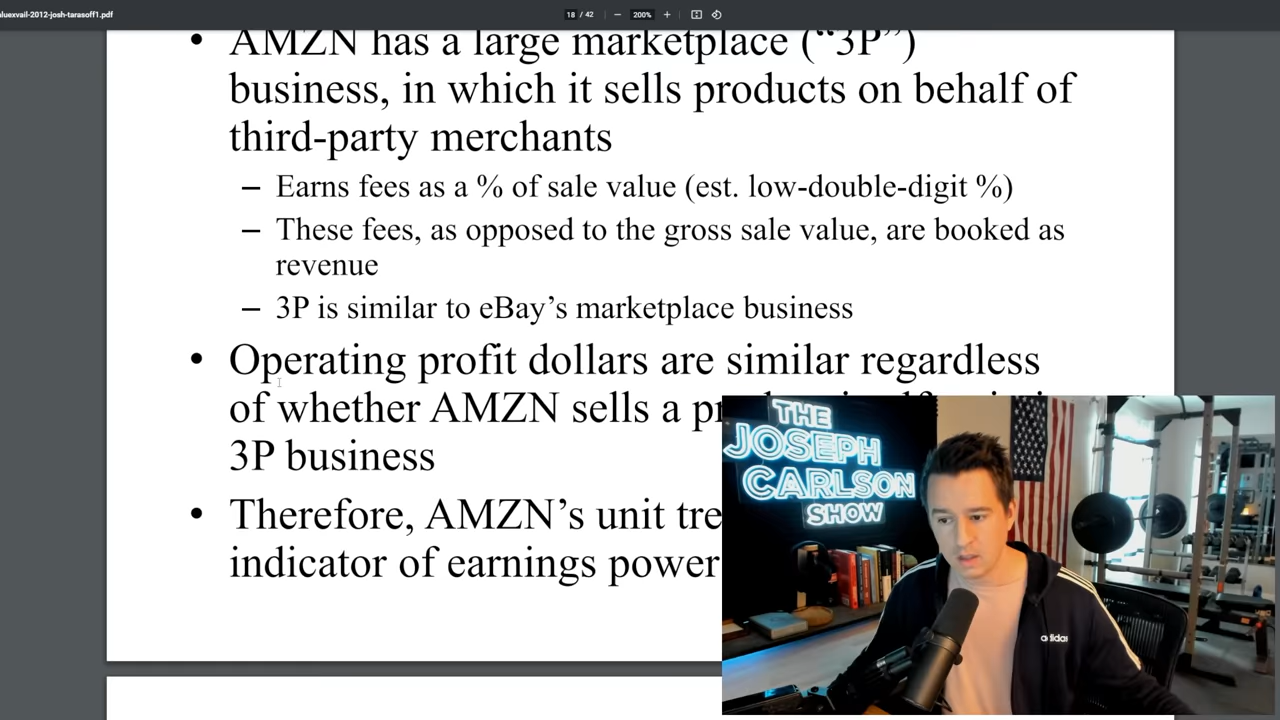 luexvail-2012-josh-tarasoff1.pdf
18 / 42
200%
• AMZN has a large marketplace (“3P”)
business, in which it sells products on behalf of
third-party merchants
– Earns fees as a % of sale value (est. low-double-digit %)
– These fees, as opposed to the gross sale value, are booked as
revenue
– 3P is similar to eBay’s marketplace business
• Operating profit dollars are similar regardless
of whether AMZN sells a
3P business
• Therefore, AMZN’s unit
indicator of earnings power
THE
JOSEPH
CARLSON
SHOW
adidas